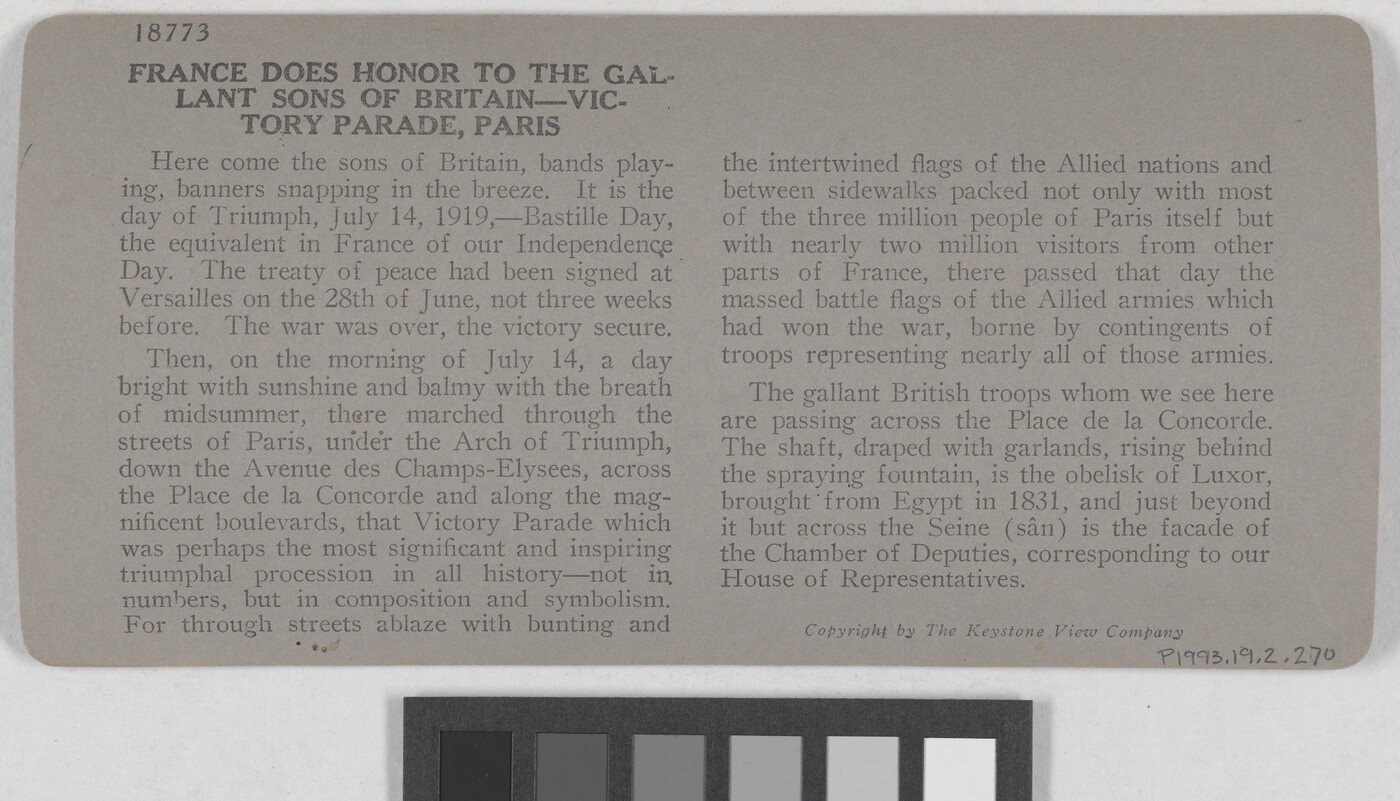 18773
FRANCE DOES HONOR TO THE GAL-
LANT SONS OF BRITAIN—VIC-
TORY PARADE, PARIS
Here come the sons of Britain, bands play-
ing, banners snapping in the breeze. It is the
day of Triumph, July 14, 1919,—Bastille Day,
the equivalent in France of our Independence
Day. The treaty of peace had been signed at
Versailles on the 28th of June, not three weeks
before. The war was over, the victory secure.
Then, on the morning of July 14, a day
bright with sunshine and balmy with the breath
of midsummer, there marched through the
streets of Paris, under the Arch of Triumph,
down the Avenue des Champs-Elysees, across
the Place de la Concorde and along the mag-
nificent boulevards, that Victory Parade which
was perhaps the most significant and inspiring
triumphal procession in all history—not in
numbers, but in composition and symbolism.
For through streets ablaze with bunting and
the intertwined flags of the Allied nations and
between sidewalks packed not only with most
of the three million people of Paris itself but
with nearly two million visitors from other
parts of France, there passed that day the
massed battle flags of the Allied armies which
had won the war, borne by contingents of
troops representing nearly all of those armies.
The gallant British troops whom we see here
are passing across the Place de la Concorde.
The shaft, draped with garlands, rising behind
the spraying fountain, is the obelisk of Luxor,
brought from Egypt in 1831, and just beyond
it but across the Seine (sân) is the facade of
the Chamber of Deputies, corresponding to our
House of Representatives.
Copyright by The Keystone View Company
P1993.19.2.270